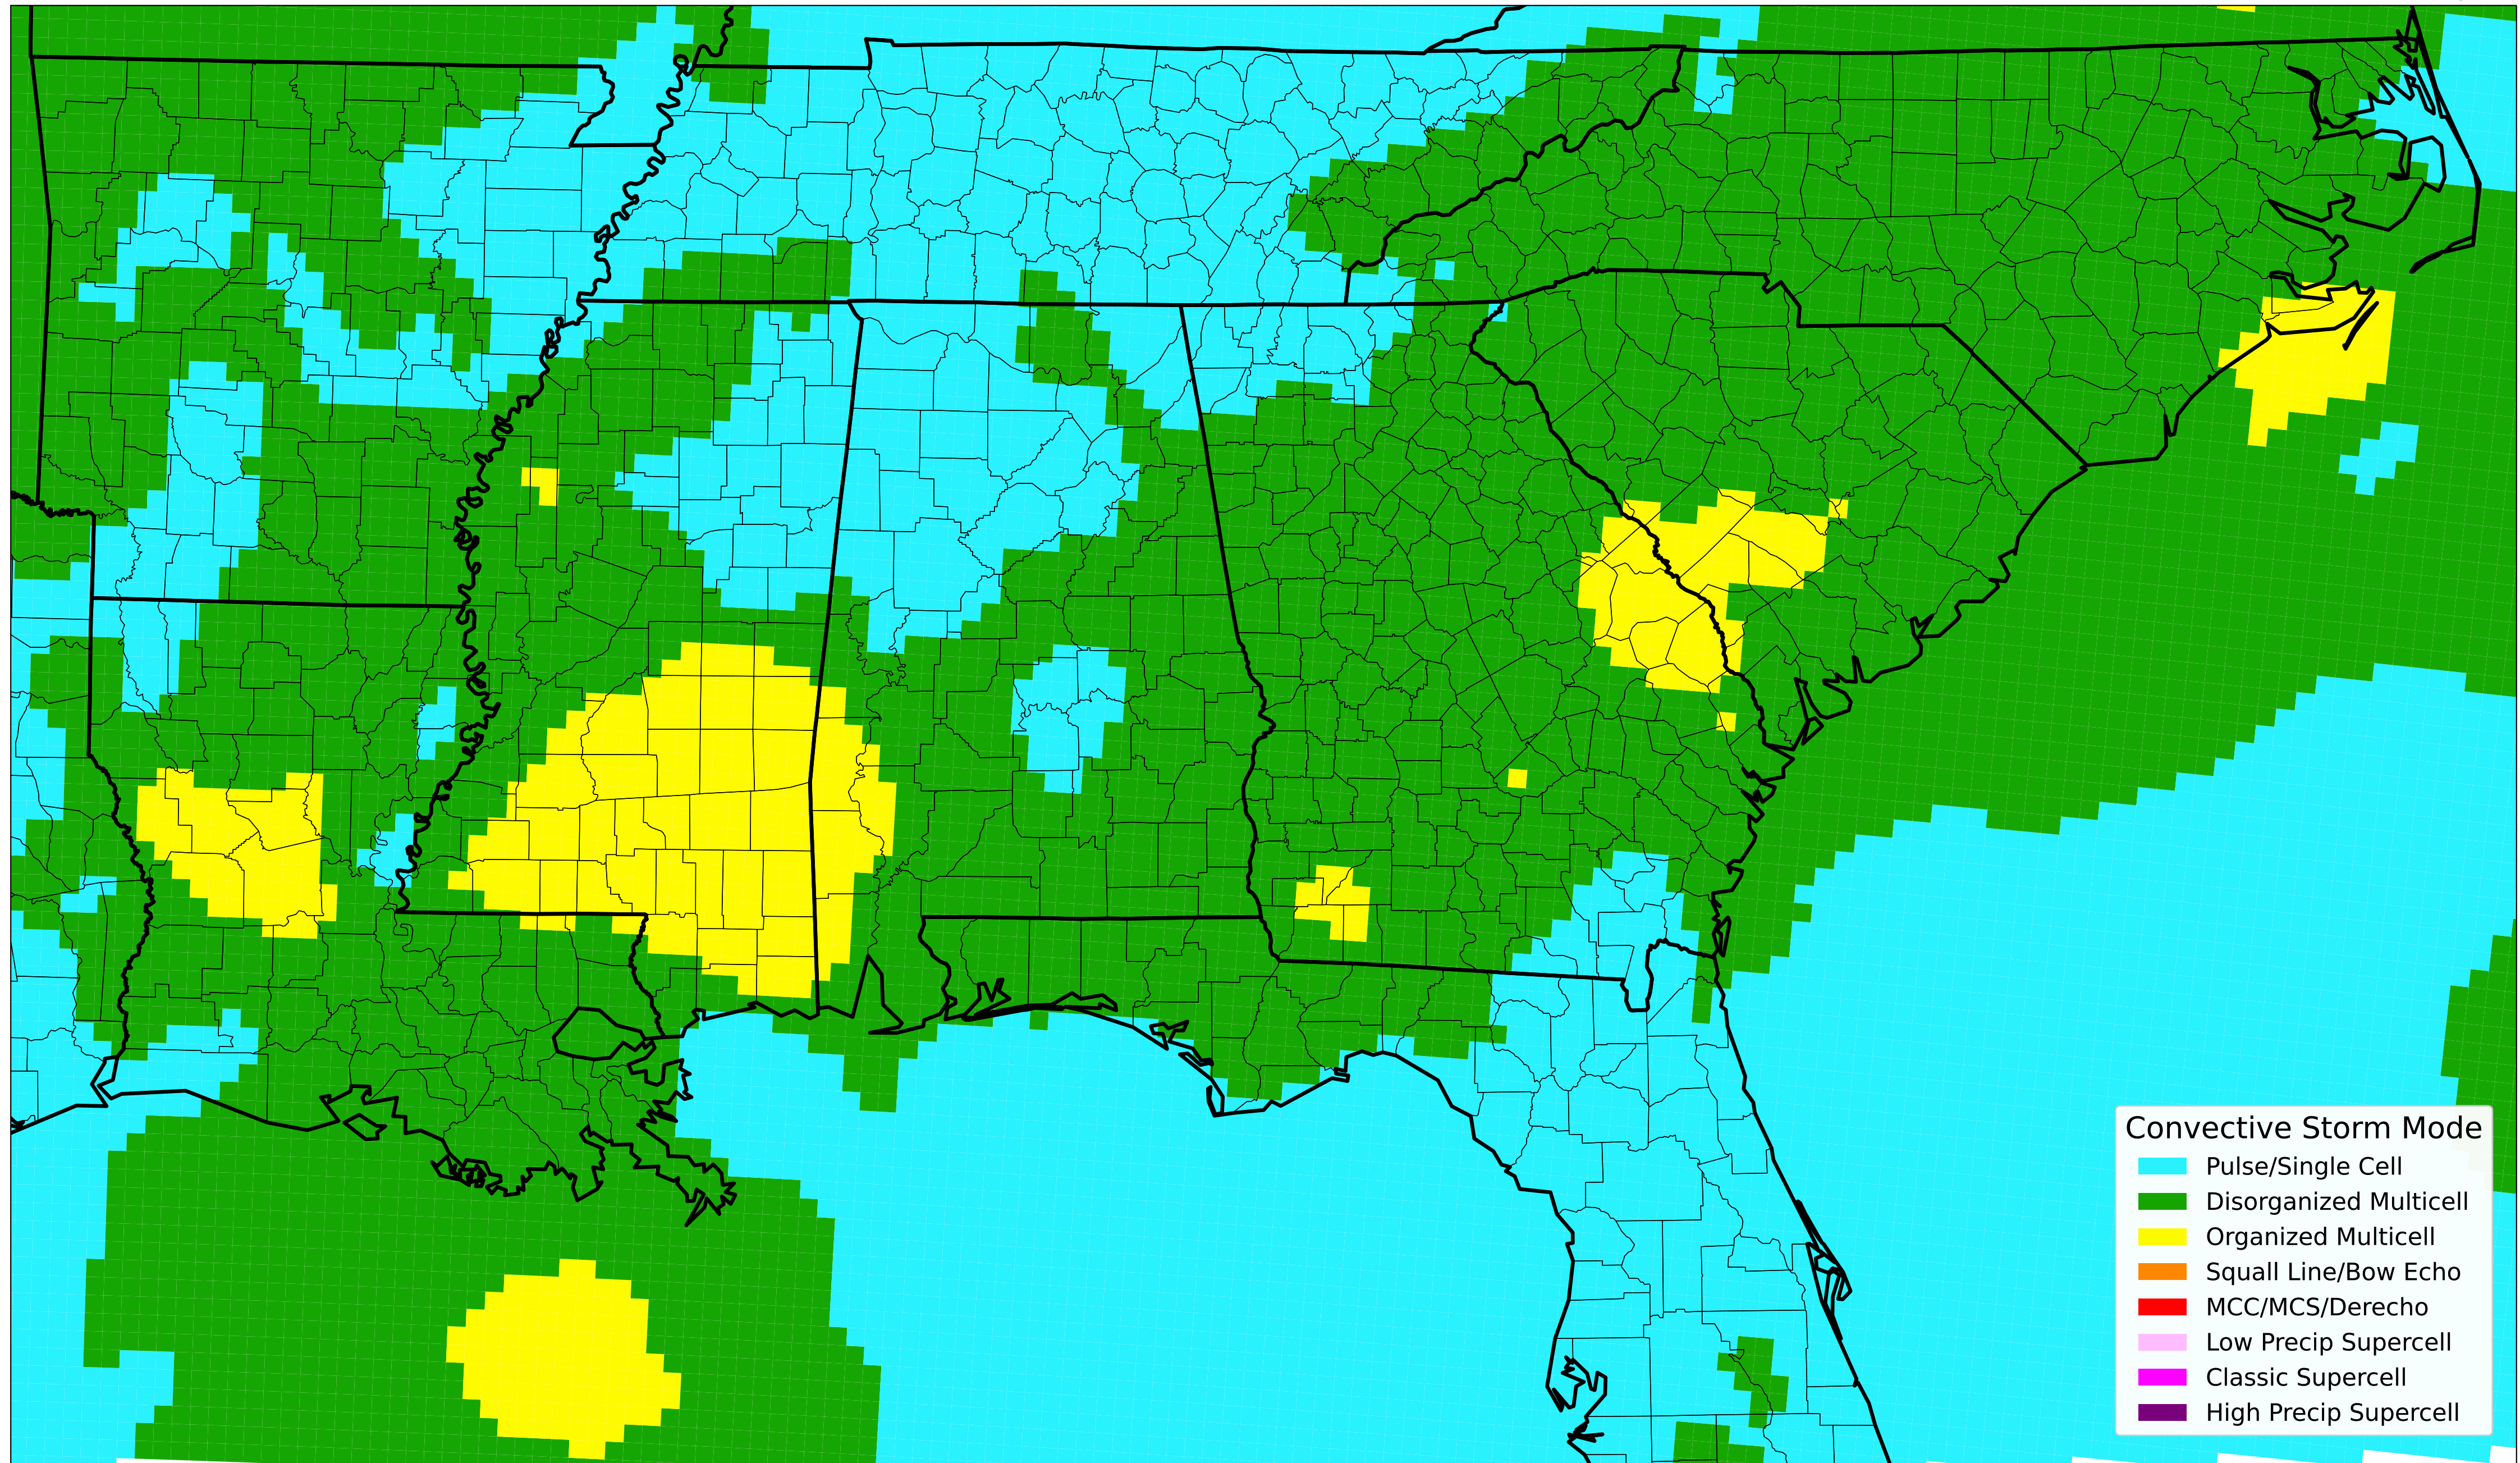 Convective Storm Mode
Pulse/Single Cell
Disorganized Multicell
Organized Multicell
Squall Line/Bow Echo
MCC/MCS/Derecho
Low Precip Supercell
Classic Supercell
High Precip Supercell